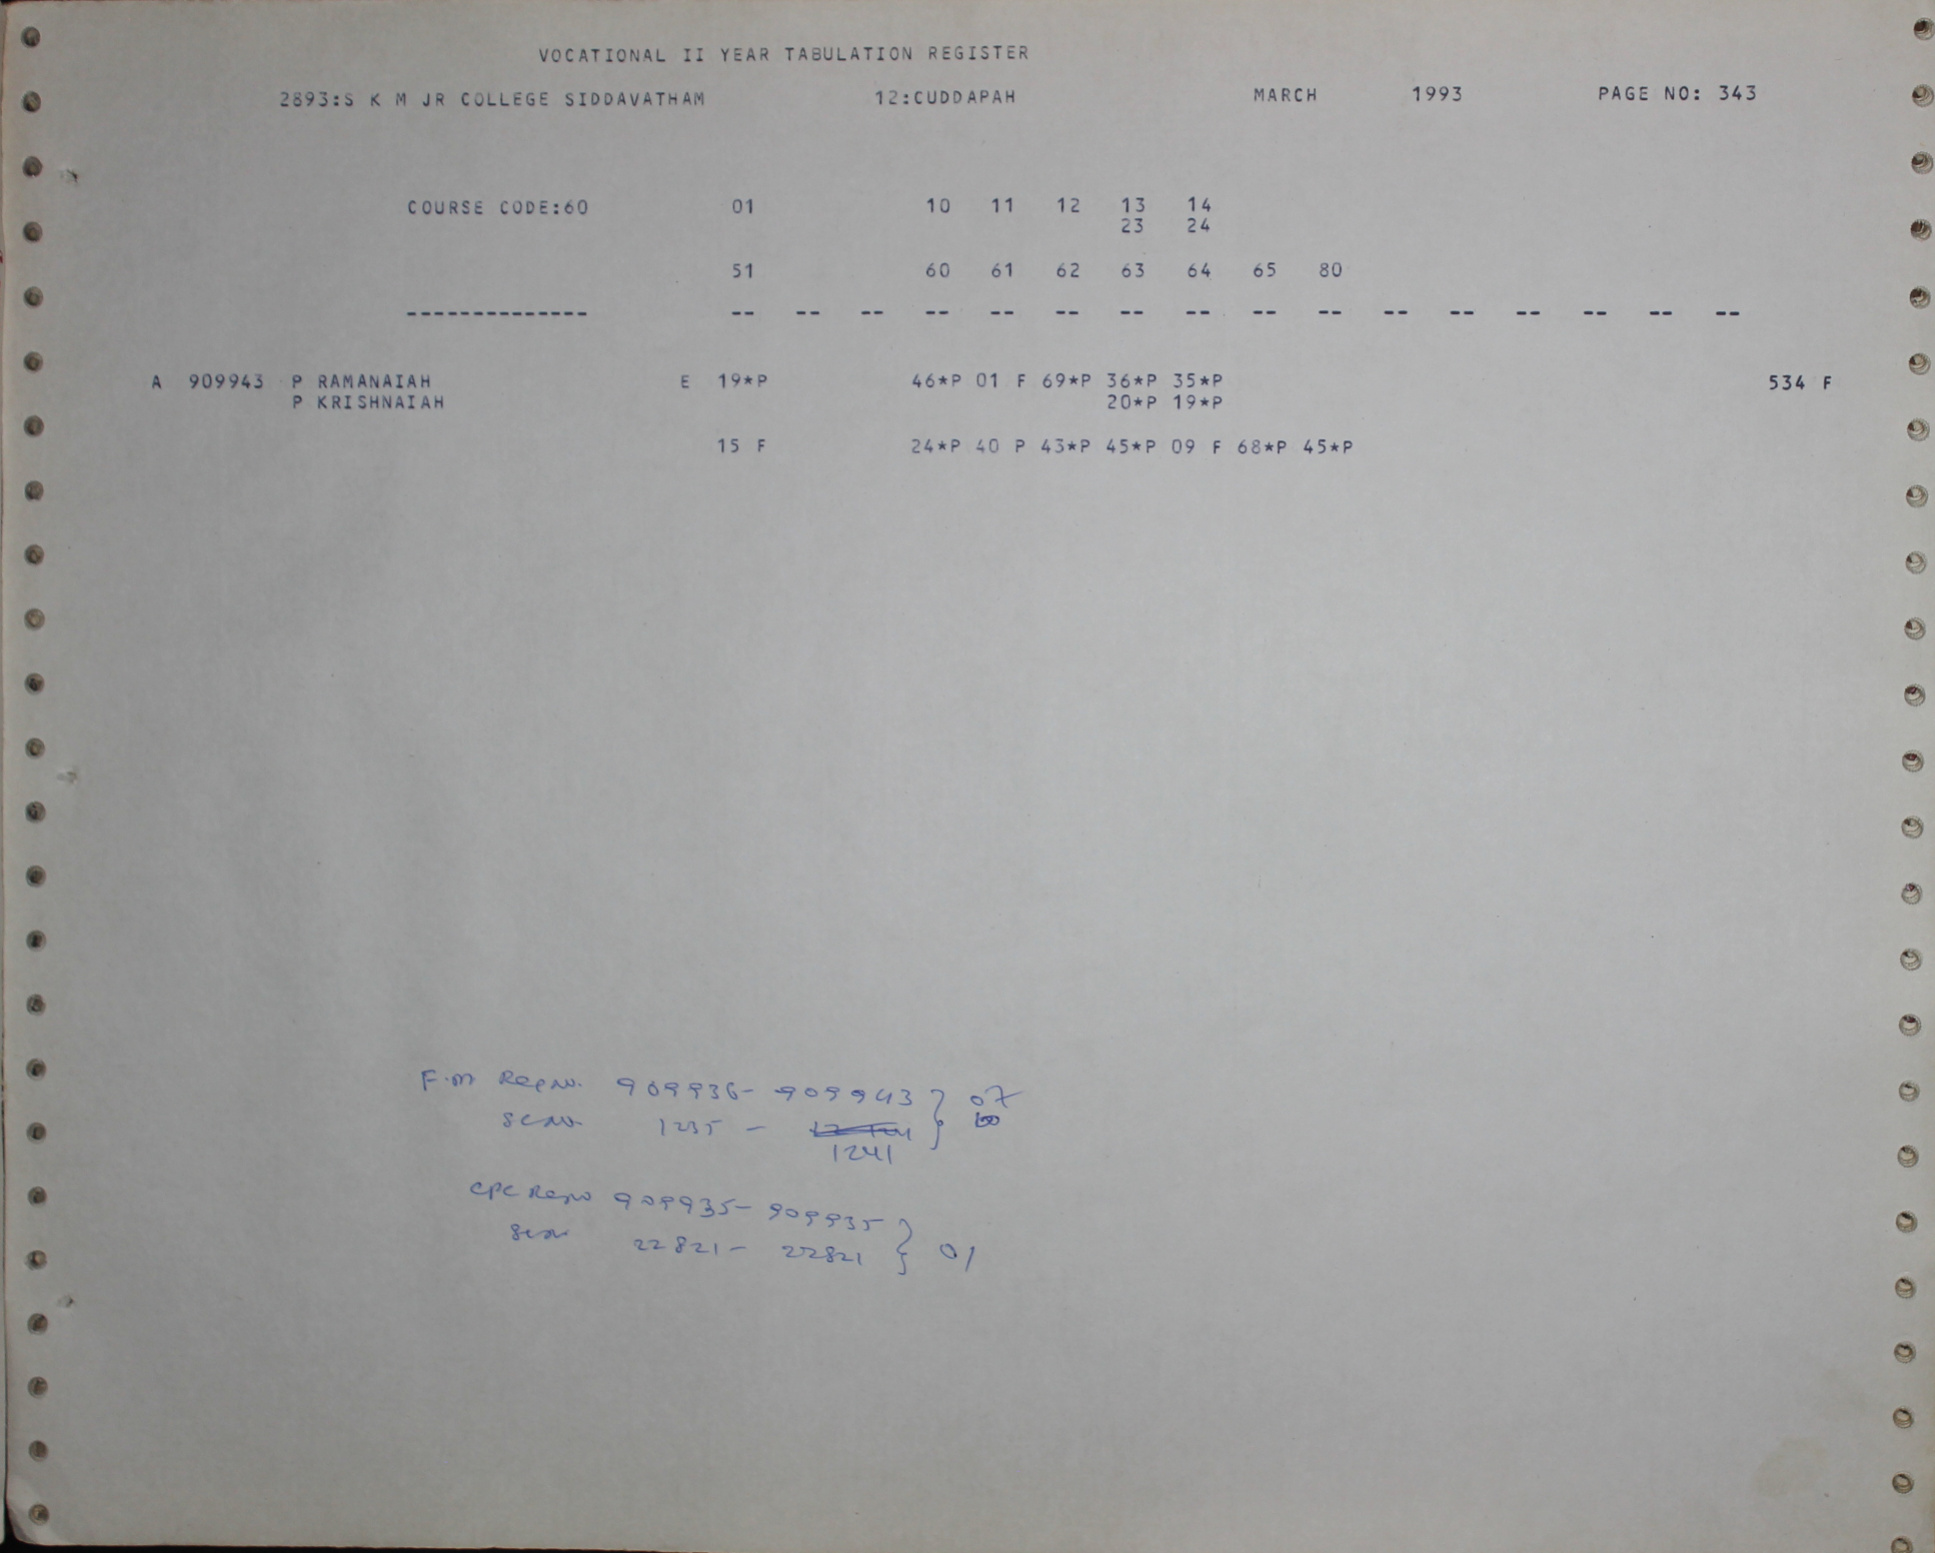 VOCATIONAL II YEAR TABULATION REGISTER
2893:S K M JR COLLEGE SIDDAVATHAM 12:CUDDAPAH MARCH 1993 PAGE NO: 343
COURSE CODE:60 01 10 11 12 13 14
23 24
51 60 61 62 63 64 65 80
-------------- -- -- -- -- -- -- -- -- -- -- -- -- -- -- -- --
A 909943 P RAMANAIAH E 19*P 46*P 01 F 69*P 36*P 35*P 534 F
P KRISHNAIAH 20*P 19*P
15 F 24*P 40 P 43*P 45*P 09 F 68*P 45*P
F.M Regno. 909936- 909943 } 07
1235 -
1241
CPC Regno 909935- 909935
22821- 22821 } 01